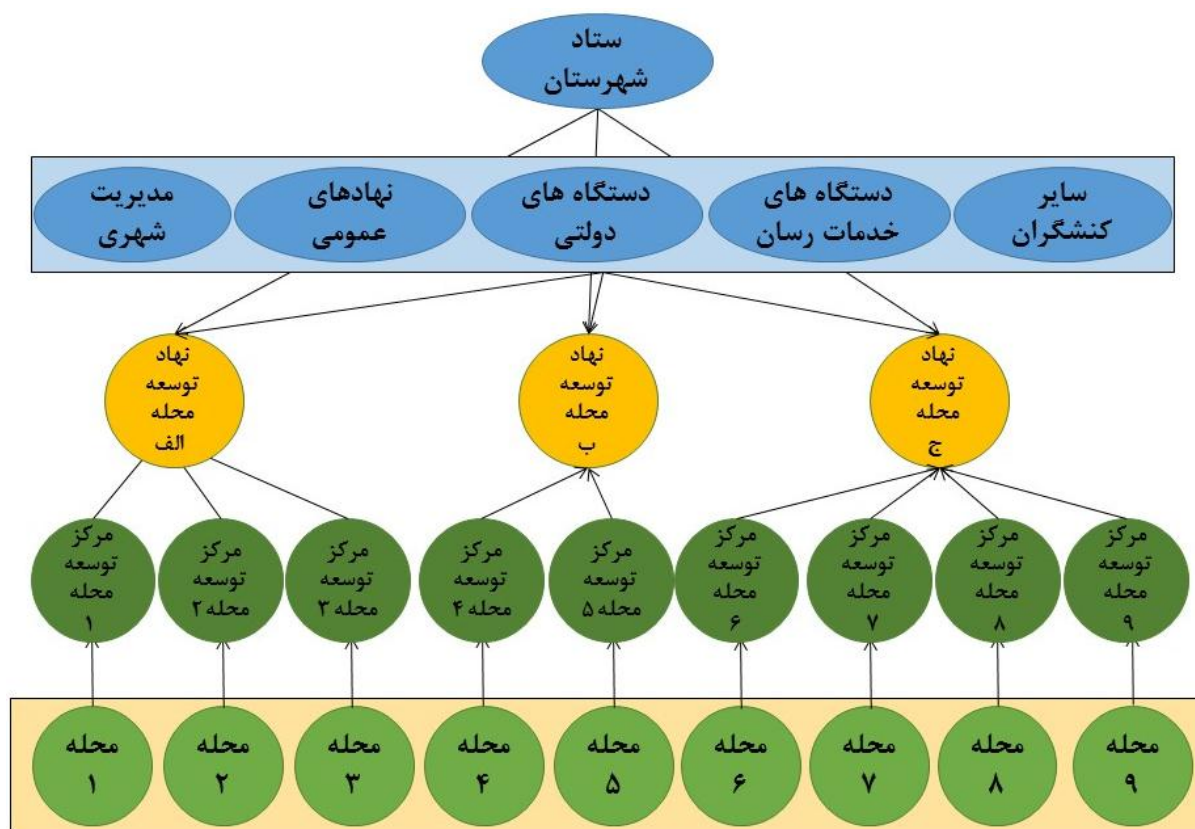 ستاد
شهرستان
سایر
کنشگران
دستگاه های
خدمات رسان
دستگاه های
دولتی
نهادهای
عمومی
مدیریت
شهری
نهاد
توسعه
محله
ج
نهاد
توسعه
محله
ب
نهاد
توسعه
محله
الف
مرکز
توسعه
محله
۹
مرکز
توسعه
محله
۸
مرکز
توسعه
محله
۷
مرکز
توسعه
محله
۶
مرکز
توسعه
محله ۵
مرکز
توسعه
محله ۴
مرکز
توسعه
محله ۳
مرکز
توسعه
محله ۲
مرکز
توسعه
محله
۱
محله
۹
محله
۸
محله
۷
محله
۶
محله
۵
محله
۴
محله
۳
محله
۲
محله
۱